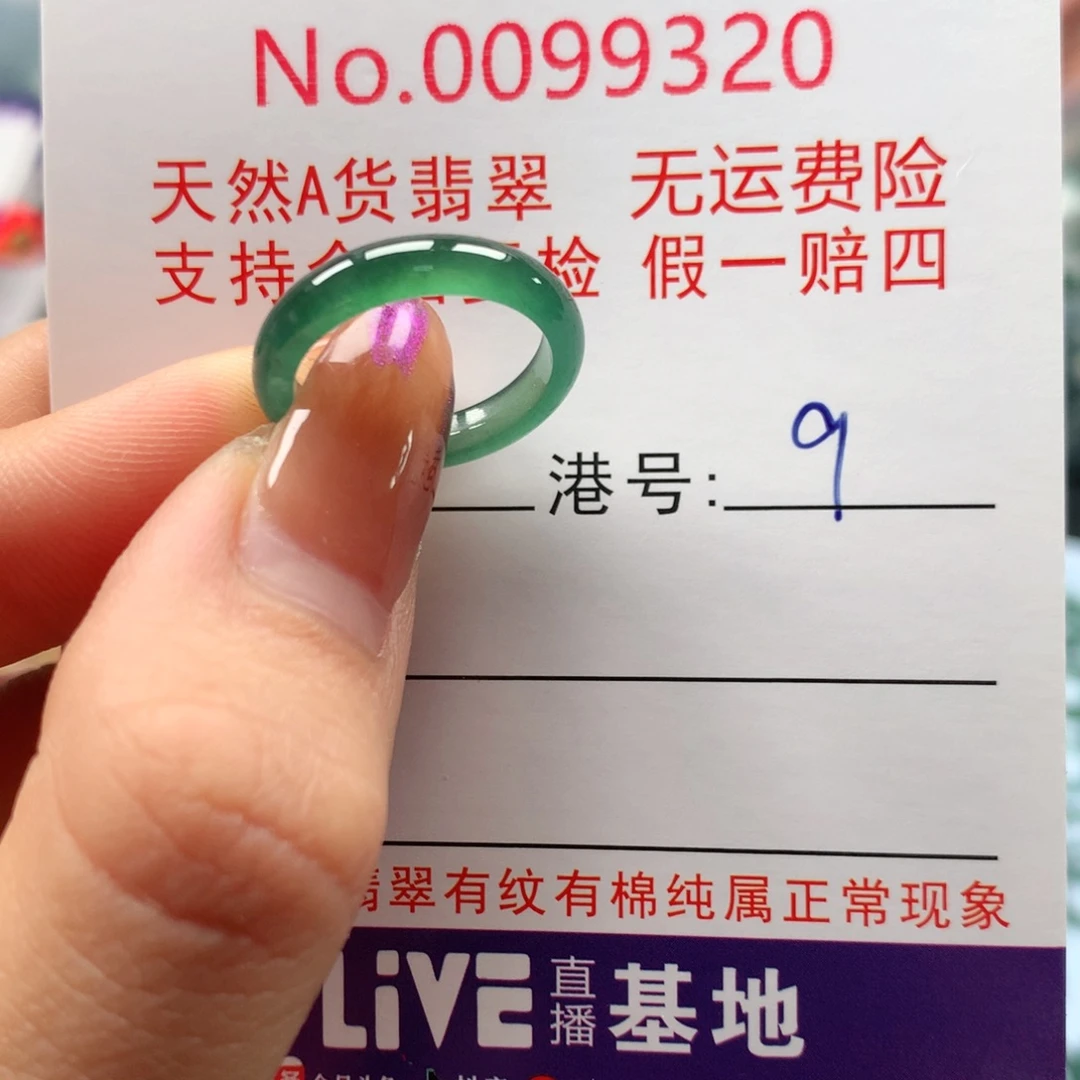 No.0099320
天然A货翡翠 无运费险
支持 检 假一赔四
港号: 9
翠有纹有棉纯属正常现象
LiVE 直播 基地